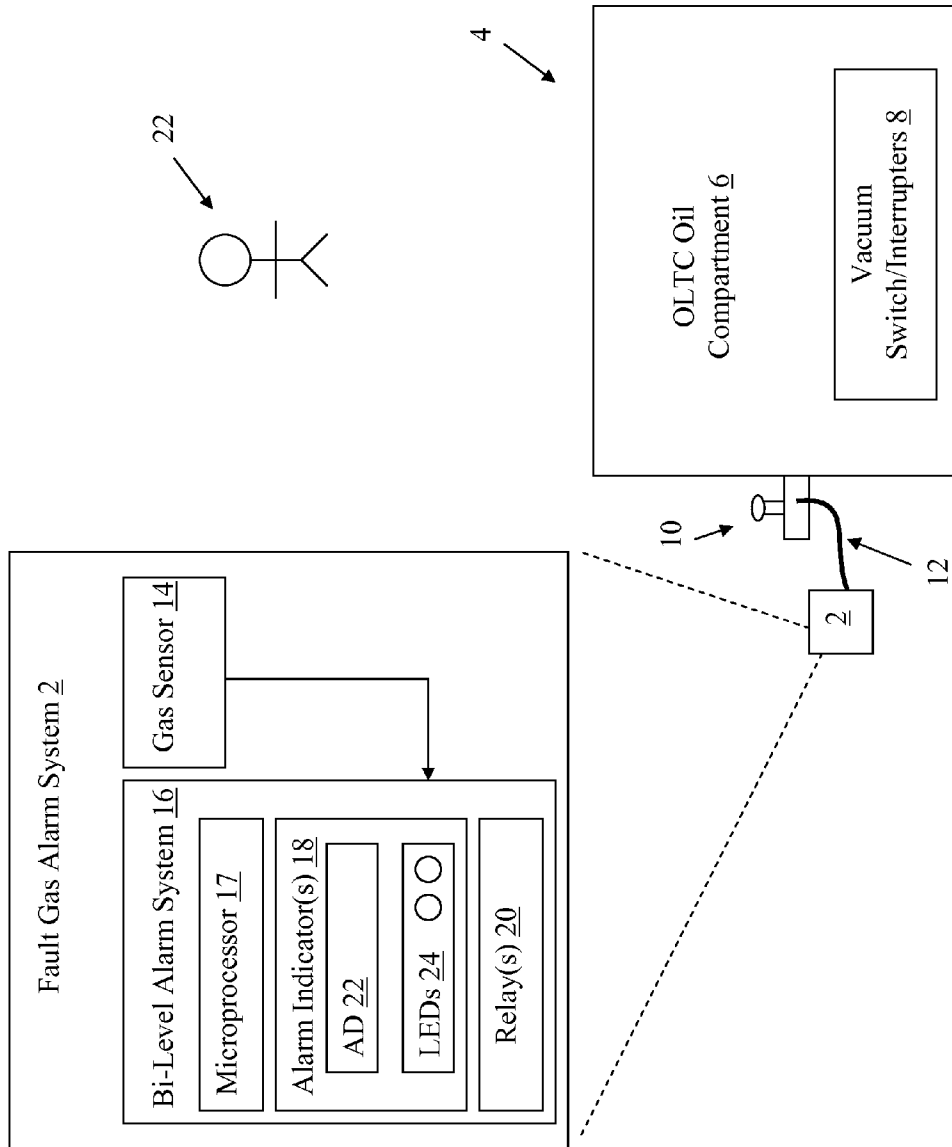 Fault Gas Alarm System 2
Bi-Level Alarm System 16
Microprocessor 17
Alarm Indicator(s) 18
AD 22
LEDs 24
Relay(s) 20
Gas Sensor 14
22
4
10
12
2
OLTC Oil
Compartment 6
Vacuum
Switch/Interrupters 8